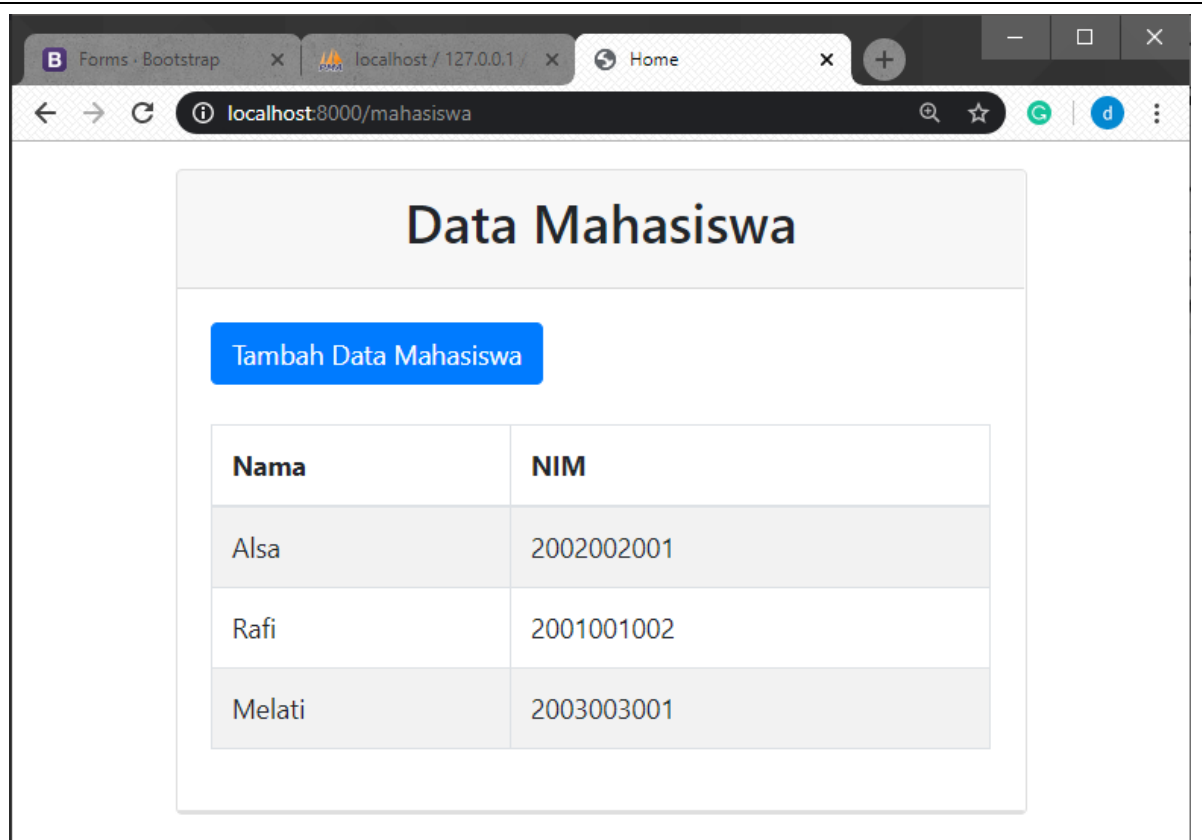 B Forms · Bootstrap
PMA localhost / 127.0.0.1 /
Home
localhost:8000/mahasiswa
G
d
Data Mahasiswa
Tambah Data Mahasiswa
Nama NIM
Alsa 2002002001
Rafi 2001001002
Melati 2003003001